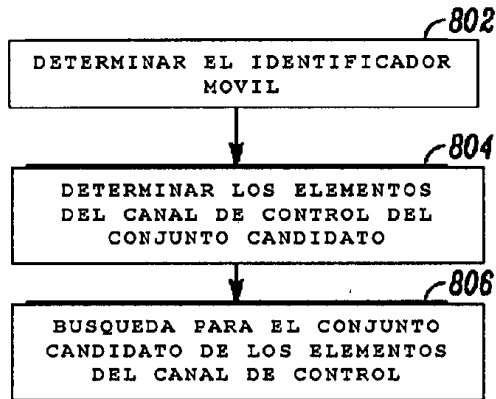 802
DETERMINAR EL IDENTIFICADOR
MOVIL
804
DETERMINAR LOS ELEMENTOS
DEL CANAL DE CONTROL DEL
CONJUNTO CANDIDATO
806
BUSQUEDA PARA EL CONJUNTO
CANDIDATO DE LOS ELEMENTOS
DEL CANAL DE CONTROL